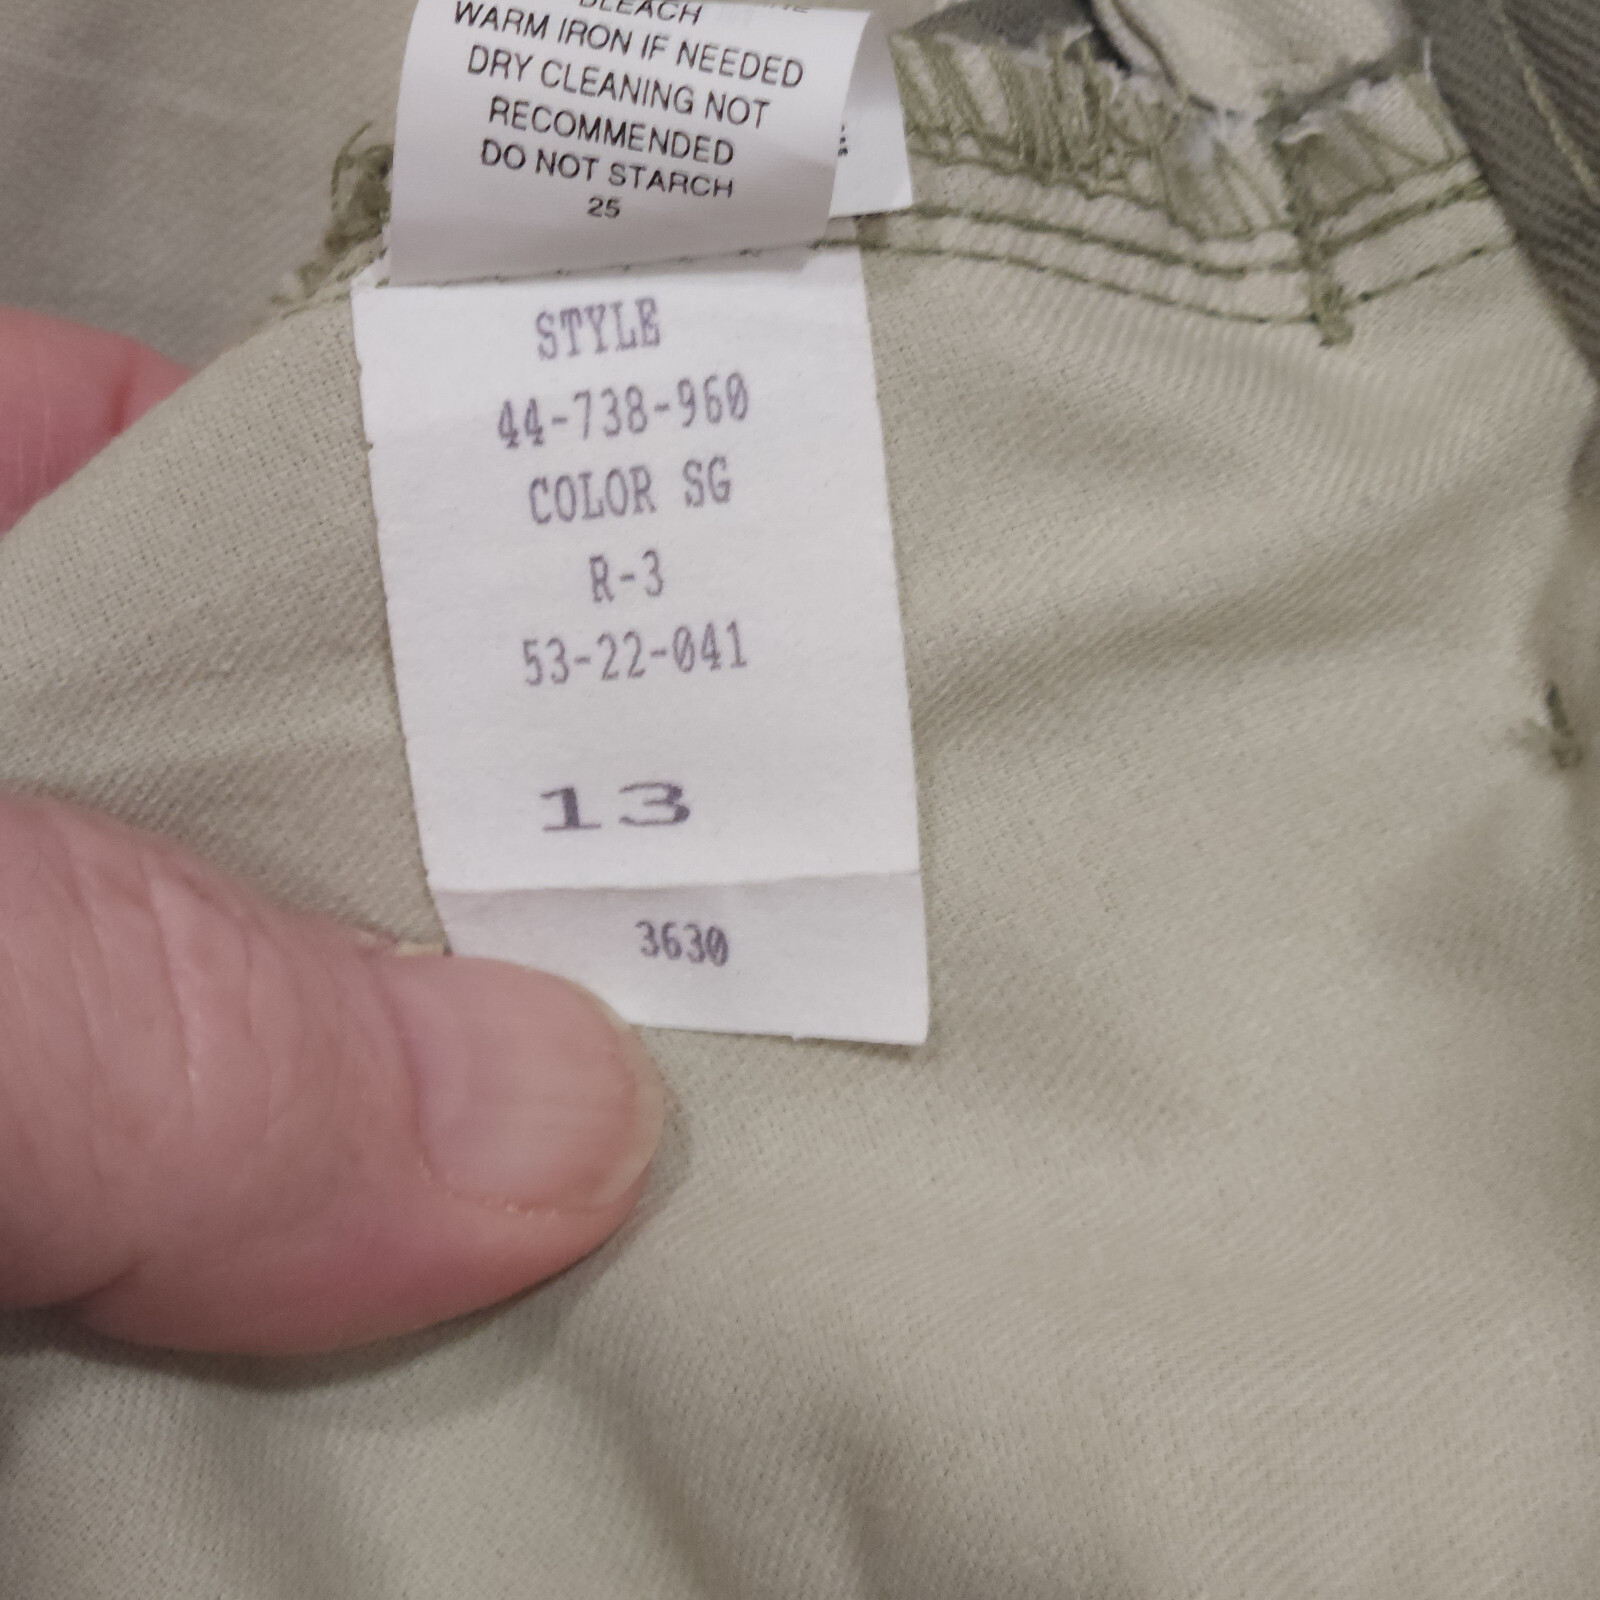 BLEACH
WARM IRON IF NEEDED
DRY CLEANING NOT
RECOMMENDED
DO NOT STARCH
25
STYLE
44-738-960
COLOR SG
R-3
53-22-041
13
3630